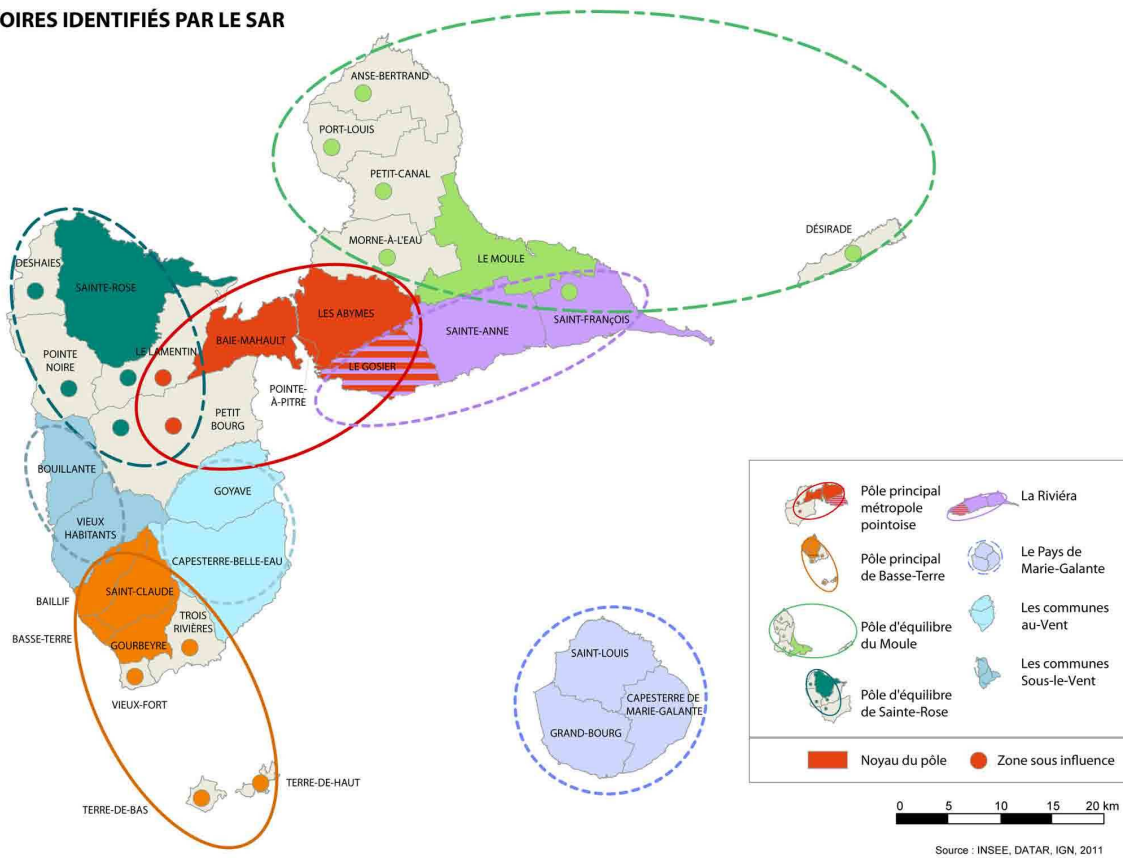 OIRES IDENTIFIÉS PAR LE SAR
ANSE-BERTRAND
PORT-LOUIS
PETIT-CANAL
MORNE-À-L'EAU
LE MOULE
DÉSIRADE
DESHAIES
SAINTE-ROSE
LES ABYMES
SAINTE-ANNE
SAINT-FRANçOIS
BAIE-MAHAULT
LE LAMENTIN
POINTE
NOIRE
LE GOSIER
POINTE-
À-PITRE
PETIT
BOURG
BOUILLANTE
GOYAVE
VIEUX
HABITANTS
CAPESTERRE-BELLE-EAU
SAINT-CLAUDE
BAILLIF
TROIS
RIVIÈRES
BASSE-TERRE
GOURBEYRE
VIEUX-FORT
TERRE-DE-HAUT
TERRE-DE-BAS
SAINT-LOUIS
CAPESTERRE DE
MARIE-GALANTE
GRAND-BOURG
Pôle principal
métropole
pointoise
Pôle principal
de Basse-Terre
Pôle d'équilibre
du Moule
Pôle d'équilibre
de Sainte-Rose
La Riviéra
Le Pays de
Marie-Galante
Les communes
au-Vent
Les communes
Sous-le-Vent
Noyau du pôle
Zone sous influence
0 5 10 15 20 km
Source : INSEE, DATAR, IGN, 2011